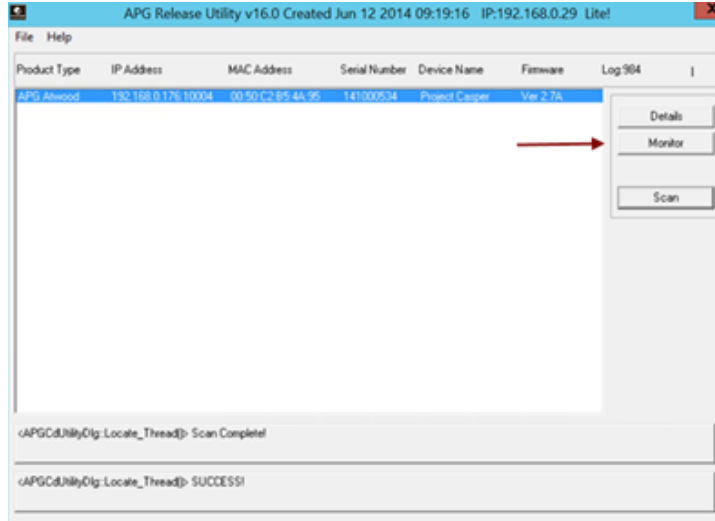 APG Release Utility v16.0 Created Jun 12 2014 09:19:16 IP:192.168.0.29 Lite!
File Help
Product Type IP Address MAC Address Serial Number Device Name Firmware Log:984
APG Atwood 192.168.0.176:10004 00:50:C2:B5:4A:95 141000534 Project Casper Ver 2.7A
Details
Monitor
Scan
<APGCdUtilityDlg::Locate_Thread()> Scan Complete!
<APGCdUtilityDlg::Locate_Thread()> SUCCESS!